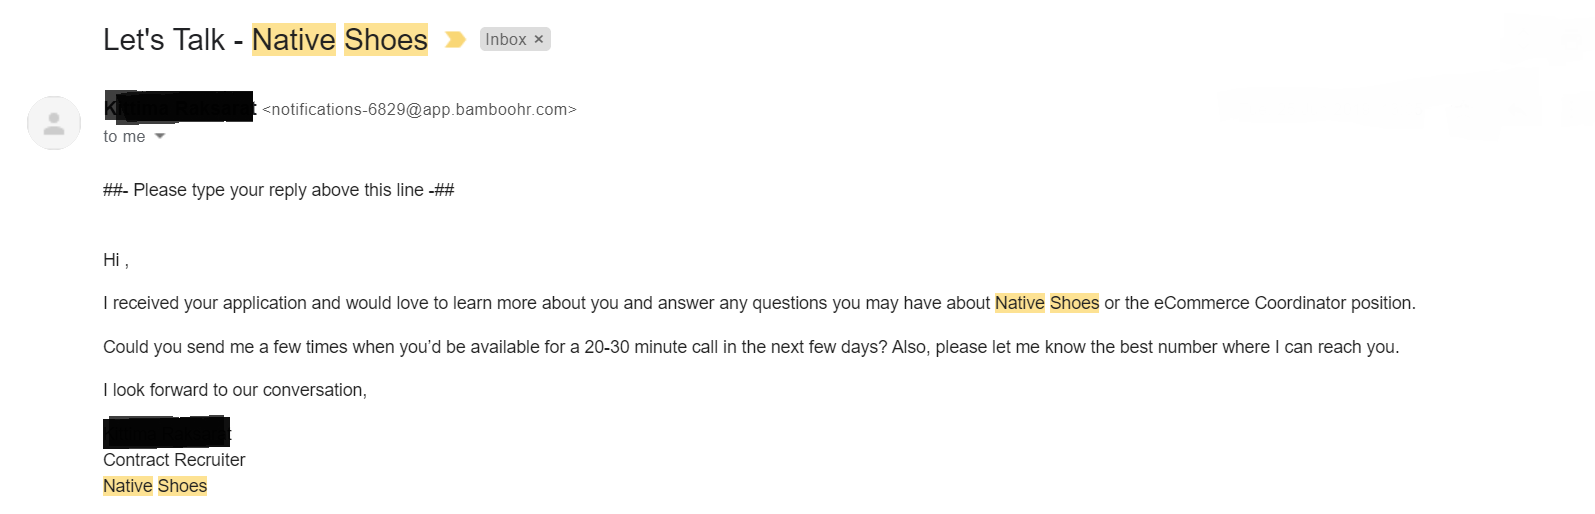 Let's Talk - Native Shoes Inbox ×
<notifications-6829@app.bamboohr.com>
to me
##- Please type your reply above this line -##
Hi ,
I received your application and would love to learn more about you and answer any questions you may have about Native Shoes or the eCommerce Coordinator position.
Could you send me a few times when you’d be available for a 20-30 minute call in the next few days? Also, please let me know the best number where I can reach you.
I look forward to our conversation,
Contract Recruiter
Native Shoes